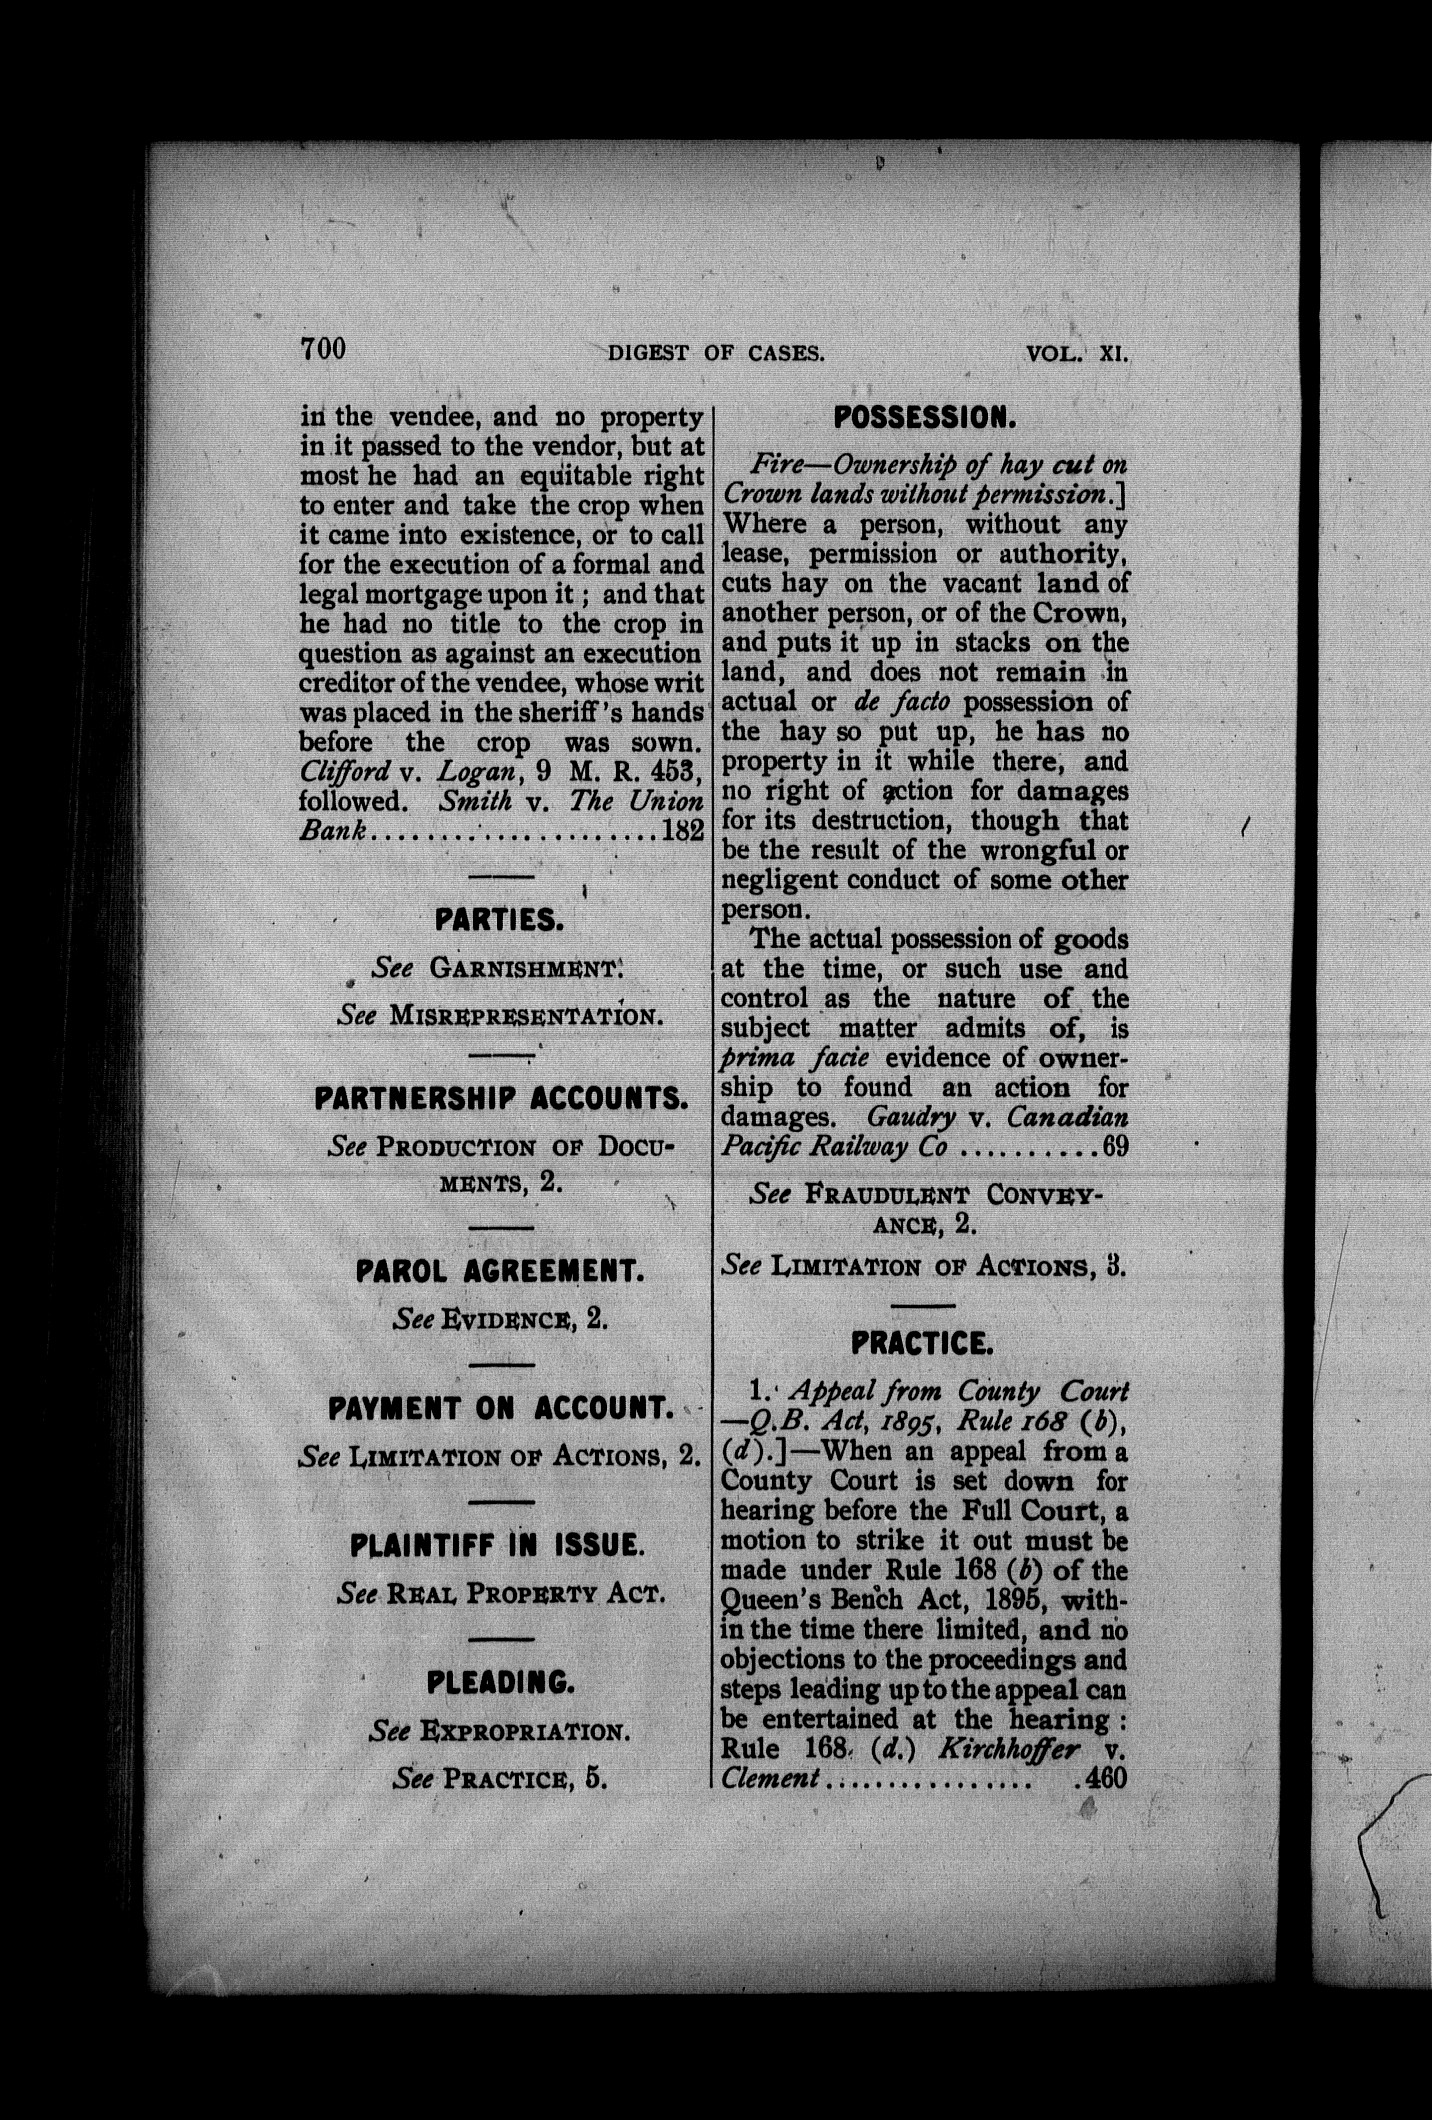 700 DIGEST OF CASES. VOL. XI.
in the vendee, and no property
in it passed to the vendor, but at
most he had an equitable right
to enter and take the crop when
it came into existence, or to call
for the execution of a formal and
legal mortgage upon it ; and that
he had no title to the crop in
question as against an execution
creditor of the vendee, whose writ
was placed in the sheriff's hands
before the crop was sown.
Clifford v. Logan, 9 M. R. 453,
followed. Smith v. The Union
Bank......................182
PARTIES.
See GARNISHMENT.
See MISREPRESENTATION.
PARTNERSHIP ACCOUNTS.
See PRODUCTION OF DOCU-
MENTS, 2.
PAROL AGREEMENT.
See EVIDENCE, 2.
PAYMENT ON ACCOUNT.
See LIMITATION OF ACTIONS, 2.
PLAINTIFF IN ISSUE.
See REAL PROPERTY ACT.
PLEADING.
See EXPROPRIATION.
See PRACTICE, 5.
POSSESSION.
Fire—Ownership of hay cut on
Crown lands without permission.]
Where a person, without any
lease, permission or authority,
cuts hay on the vacant land of
another person, or of the Crown,
and puts it up in stacks on the
land, and does not remain in
actual or de facto possession of
the hay so put up, he has no
property in it while there, and
no right of action for damages
for its destruction, though that
be the result of the wrongful or
negligent conduct of some other
person.
The actual possession of goods
at the time, or such use and
control as the nature of the
subject matter admits of, is
prima facie evidence of owner-
ship to found an action for
damages. Gaudry v. Canadian
Pacific Railway Co ..........69
See FRAUDULENT CONVEY-
ANCE, 2.
See LIMITATION OF ACTIONS, 3.
PRACTICE.
1. Appeal from County Court
—Q.B. Act, 1895, Rule 168 (b),
(d).]—When an appeal from a
County Court is set down for
hearing before the Full Court, a
motion to strike it out must be
made under Rule 168 (b) of the
Queen's Bench Act, 1895, with-
in the time there limited, and no
objections to the proceedings and
steps leading up to the appeal can
be entertained at the hearing :
Rule 168, (d.) Kirchhoffer v.
Clement................ .460